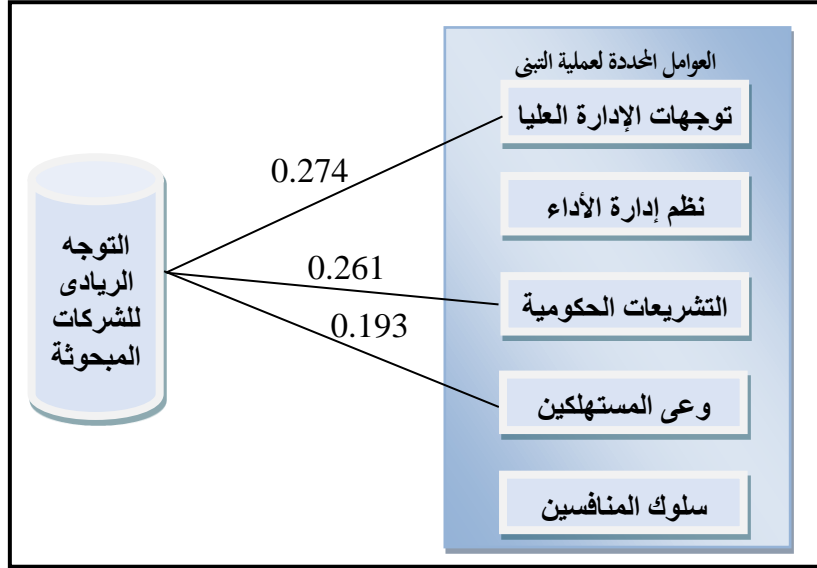 العوامل المحددة لعملية التبنى
توجهات الإدارة العليا
نظم إدارة الأداء
التشريعات الحكومية
وعى المستهلكين
سلوك المنافسين
0.274
0.261
0.193
التوجه
الريادى
للشركات
المبحوثة